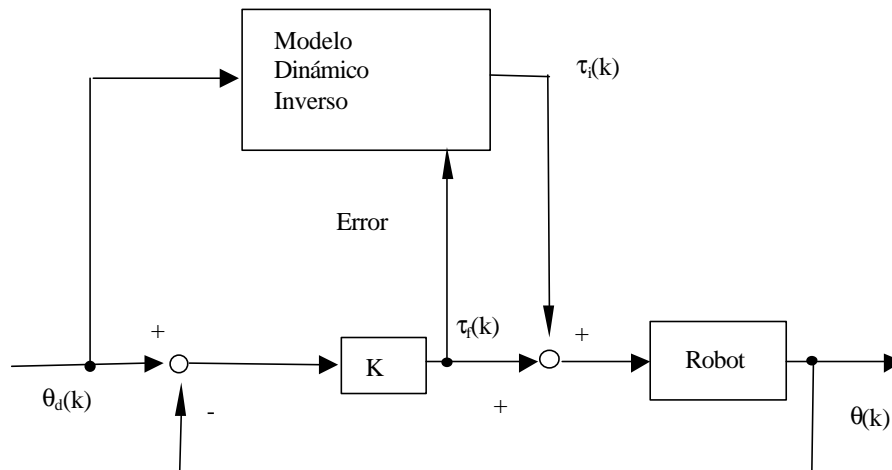 Modelo
Dinámico
Inverso
τi(k)
Error
+
τf(k)
+
K
Robot
θd(k)
-
+
θ(k)